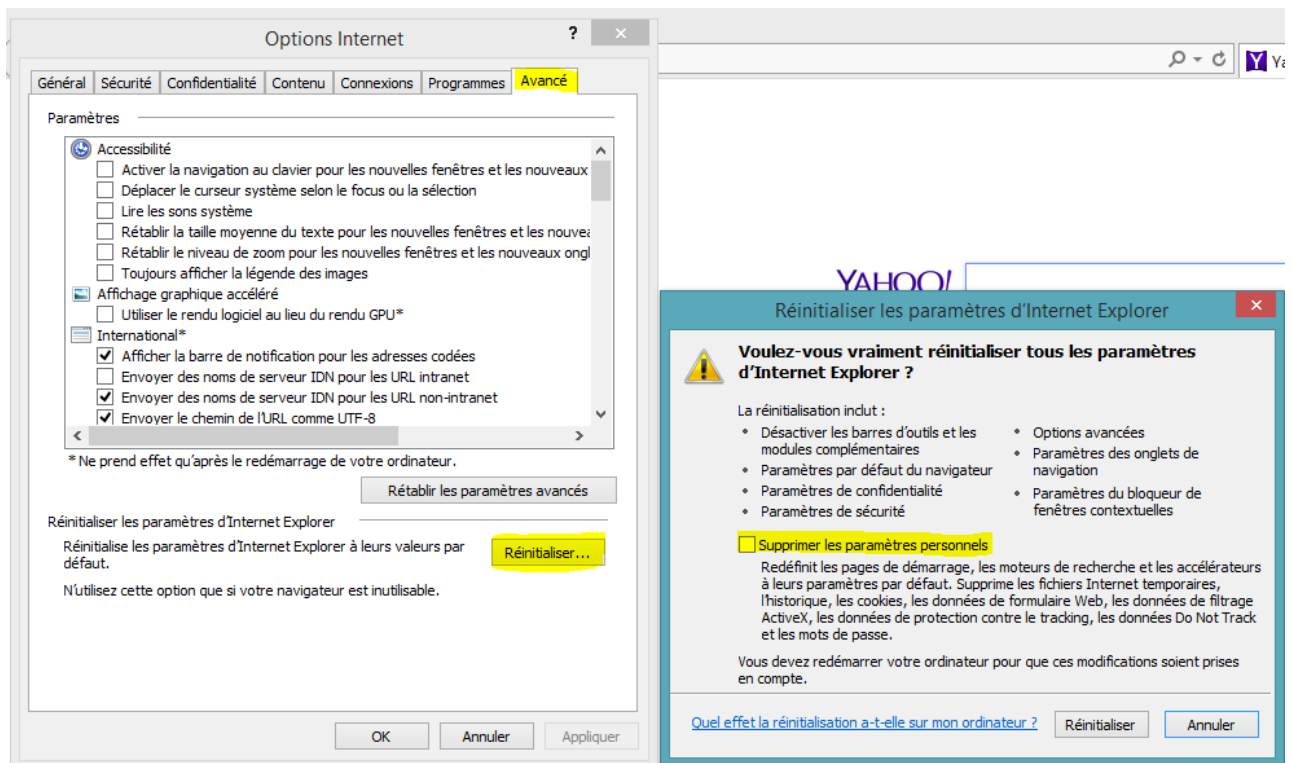 Options Internet
?
Général Sécurité Confidentialité Contenu Connexions Programmes Avancé
Paramètres
Accessibilité
Activer la navigation au clavier pour les nouvelles fenêtres et les nouveaux
Déplacer le curseur système selon le focus ou la sélection
Lire les sons système
Rétablir la taille moyenne du texte pour les nouvelles fenêtres et les
Rétablir le niveau de zoom pour les nouvelles fenêtres et les nouveaux
Toujours afficher la légende des images
Affichage graphique accéléré
Utiliser le rendu logiciel au lieu du rendu GPU*
International*
Afficher la barre de notification pour les adresses codées
Envoyer des noms de serveur IDN pour les URL intranet
Envoyer des noms de serveur IDN pour les URL non-intranet
Envoyer le chemin de l'URL comme UTF-8
* Ne prend effet qu'après le redémarrage de votre ordinateur.
Rétablir les paramètres avancés
Réinitialiser les paramètres d'Internet Explorer
Réinitialise les paramètres d'Internet Explorer à leurs valeurs par
défaut.
Réinitialiser...
N'utilisez cette option que si votre navigateur est inutilisable.
OK Annuler Appliquer
Y Ya
YAHOO!
Réinitialiser les paramètres d'Internet Explorer
Voulez-vous vraiment réinitialiser tous les paramètres
d'Internet Explorer ?
La réinitialisation inclut :
• Désactiver les barres d'outils et les
modules complémentaires
• Paramètres par défaut du navigateur
• Paramètres de confidentialité
• Paramètres de sécurité
• Options avancées
• Paramètres des onglets de
navigation
• Paramètres du bloqueur de
fenêtres contextuelles
Supprimer les paramètres personnels
Redéfinit les pages de démarrage, les moteurs de recherche et les accélérateurs
à leurs paramètres par défaut. Supprime les fichiers Internet temporaires,
l'historique, les cookies, les données de formulaire Web, les données de filtrage
ActiveX, les données de protection contre le tracking, les données Do Not Track
et les mots de passe.
Vous devez redémarrer votre ordinateur pour que ces modifications soient prises
en compte.
Quel effet la réinitialisation a-t-elle sur mon ordinateur ?
Réinitialiser Annuler